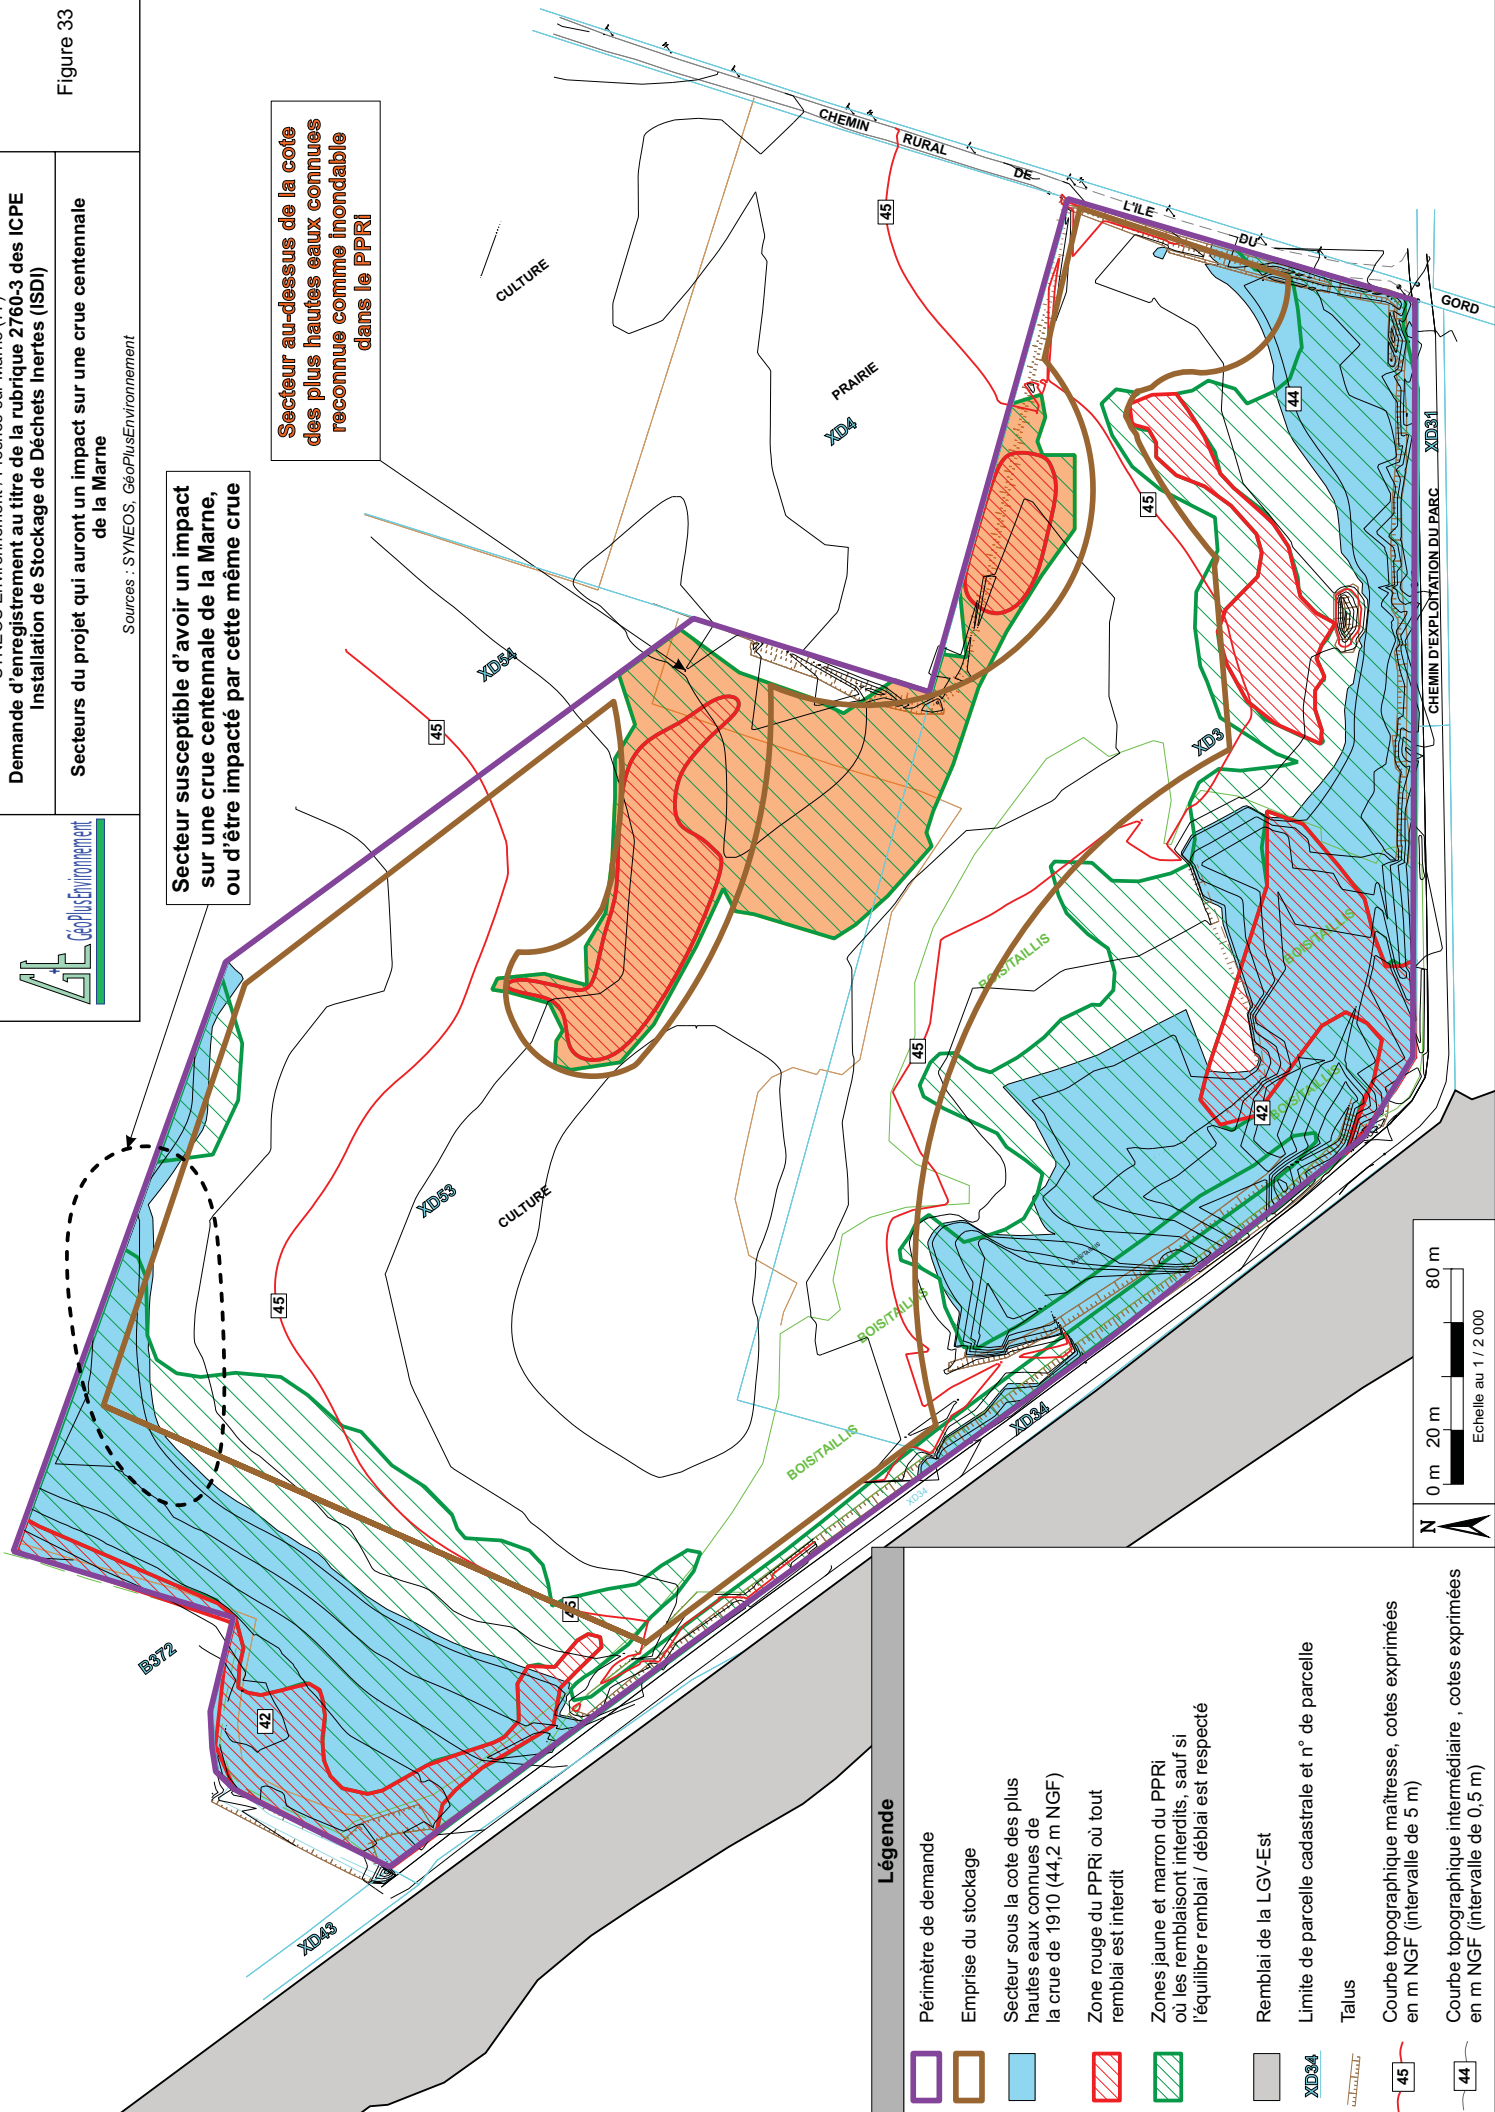 GéoPlusEnvironnement
Demande d'enregistrement au titre de la rubrique 2760-3 des ICPE
Installation de Stockage de Déchets Inertes (ISDI)
Secteurs du projet qui auront un impact sur une crue centennale
de la Marne
Sources : SYNEOS, GéoPlusEnvironnement
Figure 33
Secteur susceptible d'avoir un impact
sur une crue centennale de la Marne,
ou d'être impacté par cette même crue
Secteur au-dessus de la cote
des plus hautes eaux connues
reconnue comme inondable
dans le PPRi
CHEMIN
RURAL
DE
L'ILE
DU
GORD
CULTURE
PRAIRIE
XD4
XD54
45
45
45
44
XD31
CHEMIN D'EXPLOITATION DU PARC
XD3
XD53
CULTURE
45
45
45
BOIS/TAILLIS
BOIS/TAILLIS
BOIS/TAILLIS
BOIS/TAILLIS
BOIS/TAILLIS
BOIS/TAILLIS
42
XD34
XD34
B372
42
XD43
Légende
Périmètre de demande
Emprise du stockage
Secteur sous la cote des plus
hautes eaux connues de
la crue de 1910 (44,2 m NGF)
Zone rouge du PPRi où tout
remblai est interdit
Zones jaune et marron du PPRi
où les remblaisont interdits, sauf si
l'équilibre remblai / déblai est respecté
Remblai de la LGV-Est
XD34
Limite de parcelle cadastrale et n° de parcelle
Talus
45
Courbe topographique maîtresse, cotes exprimées
en m NGF (intervalle de 5 m)
44
Courbe topographique intermédiaire , cotes exprimées
en m NGF (intervalle de 0,5 m)
N
0 m
20 m
80 m
Echelle au 1 / 2 000